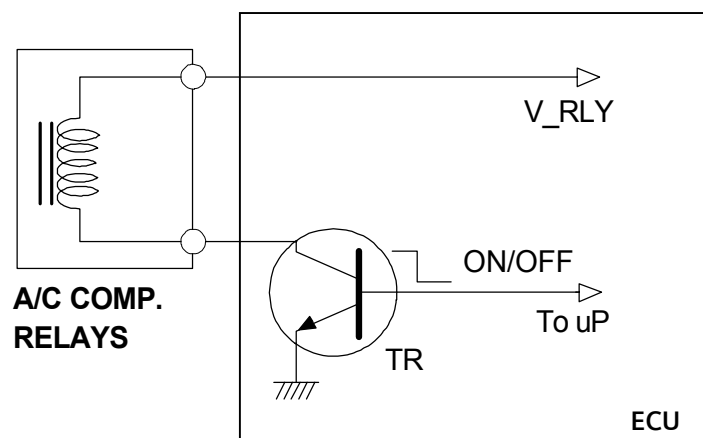 V_RLY
ON/OFF
To uP
A/C COMP.
RELAYS
TR
ECU